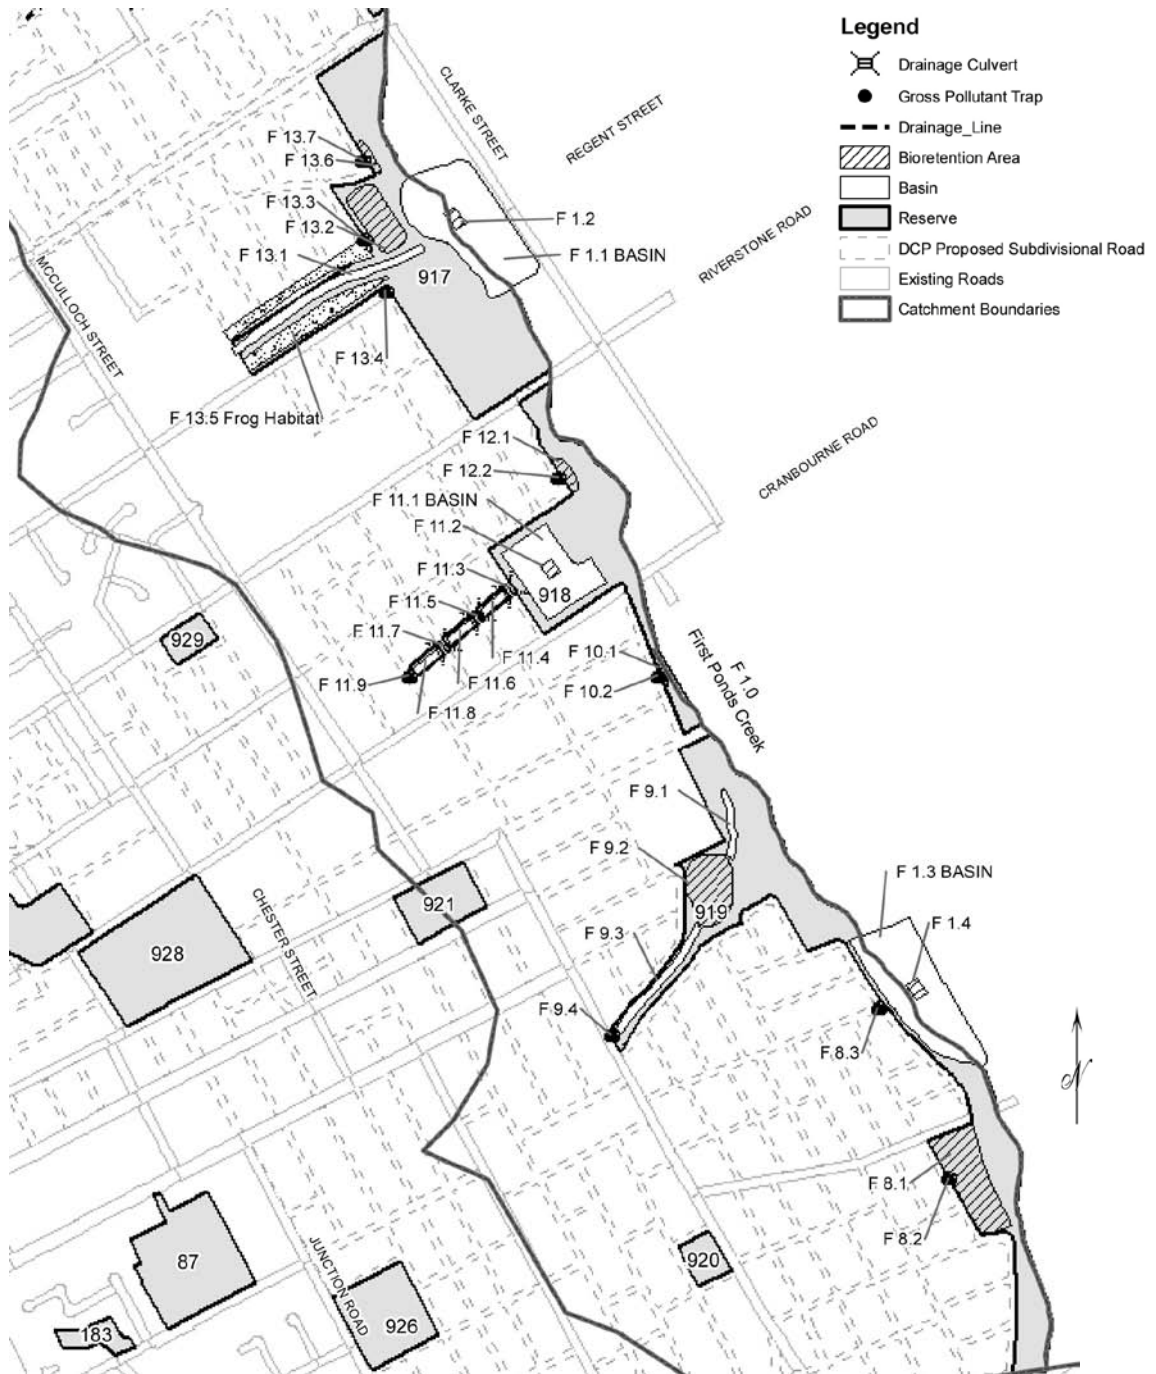 Legend
Drainage Culvert
Gross Pollutant Trap
Drainage_Line
Bioretention Area
Basin
Reserve
DCP Proposed Subdivisional Road
Existing Roads
Catchment Boundaries
CLARKE STREET
REGENT STREET
F 13.7
F 13.6
F 13.3
F 13.2
F 13.1
F 1.2
F 1.1 BASIN
917
RIVERSTONE ROAD
MCCULLOCH STREET
F 13.4
F 13.5 Frog Habitat
F 12.1
F 12.2
CRANBOURNE ROAD
F 11.1 BASIN
F 11.2
F 11.3
918
F 11.5
F 11.7
F 11.4
F 11.6
F 11.9
F 11.8
929
F 10.1
F 10.2
F 1.0
First Ponds Creek
F 9.1
F 9.2
F 1.3 BASIN
921
919
F 1.4
F 9.3
928
CHESTER STREET
F 9.4
F 8.3
N
F 8.1
F 8.2
87
JUNCTION ROAD
920
926
183